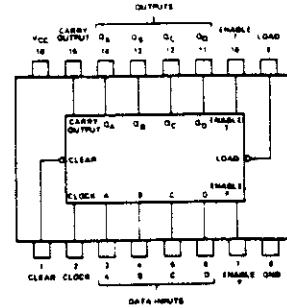 OUTPUTS
VCC CARRY OUTPUT QA QB QC QD ENABLE T LOAD
16 15 14 13 12 11 10 9
CARRY OUTPUT QA QB QC QD ENABLE T
CLEAR LOAD
CLOCK A B C D ENABLE P
1 2 3 4 5 6 7 8
CLEAR CLOCK A B C D ENABLE P GND
DATA INPUTS